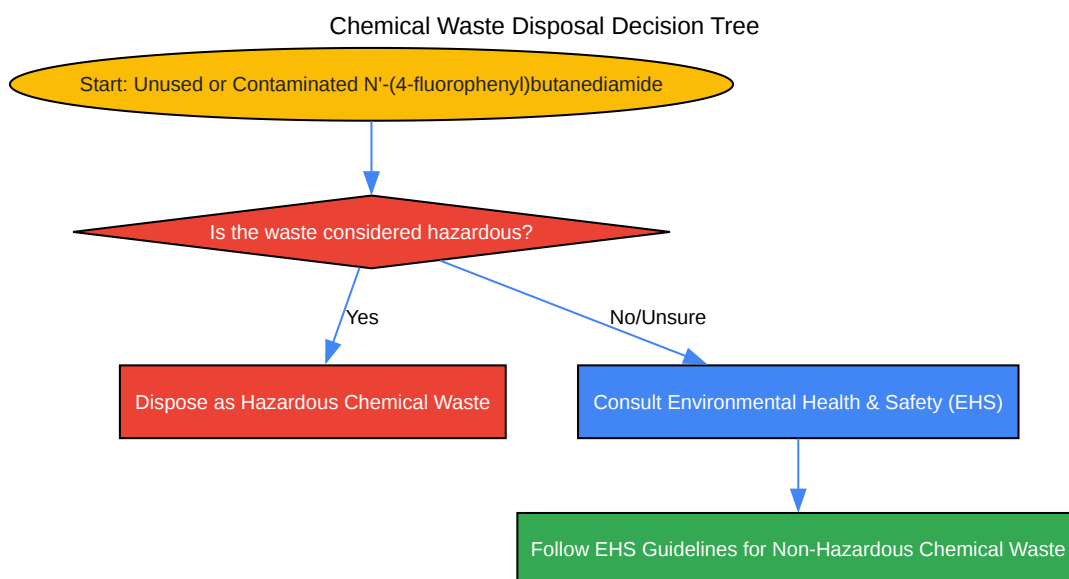 Chemical Waste Disposal Decision Tree
Start: Unused or Contaminated N'-(4-fluorophenyl)butanediamide
Is the waste considered hazardous?
Yes
No/Unsure
Dispose as Hazardous Chemical Waste
Consult Environmental Health & Safety (EHS)
Follow EHS Guidelines for Non-Hazardous Chemical Waste